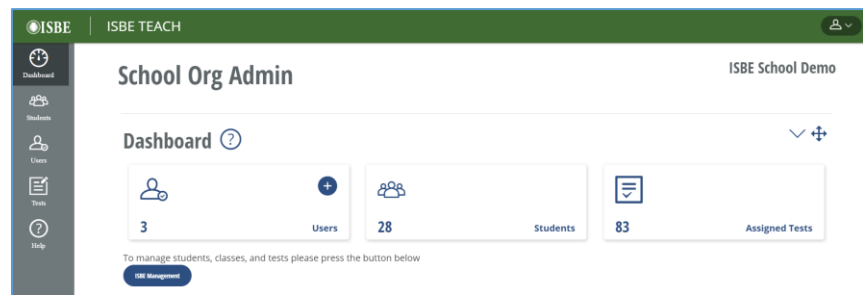 ISBE ISBE TEACH
Dashboard
Students
Users
Tests
Help
School Org Admin
ISBE School Demo
Dashboard ?
3 Users
28 Students
83 Assigned Tests
To manage students, classes, and tests please press the button below
ISBE Management